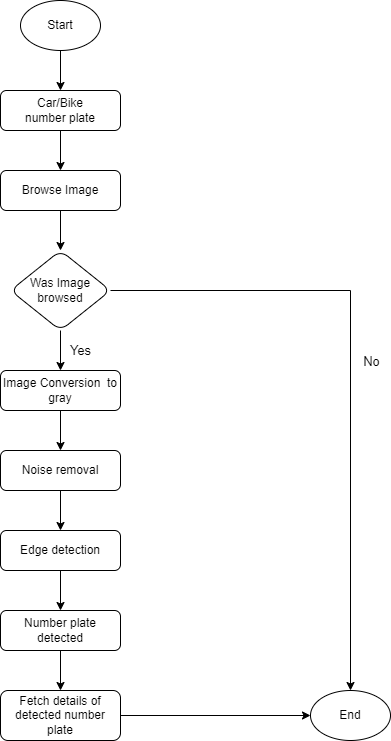 Start
Car/Bike
number plate
Browse Image
Was Image
browsed
Yes
No
Image Conversion to
gray
Noise removal
Edge detection
Number plate
detected
Fetch details of
detected number
plate
End